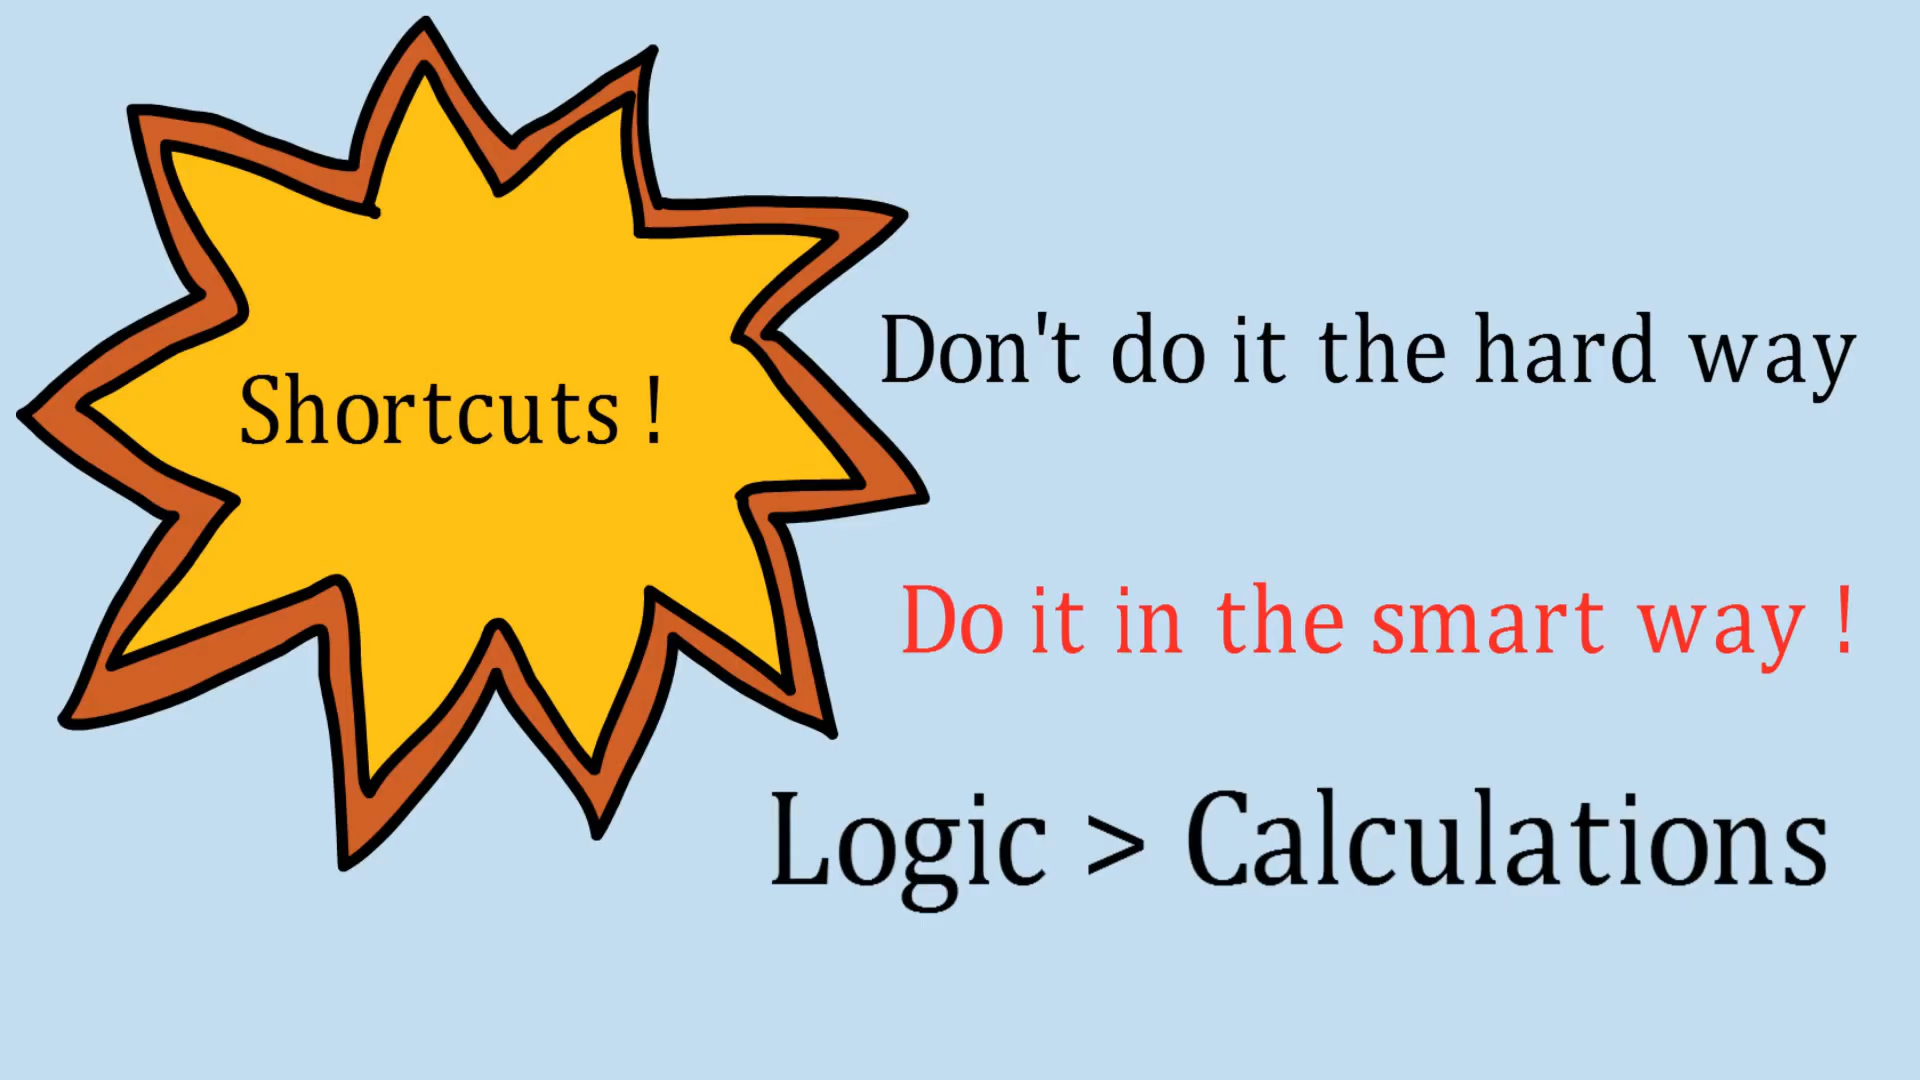 Shortcuts !
Don't do it the hard way
Do it in the smart way !
Logic > Calculations